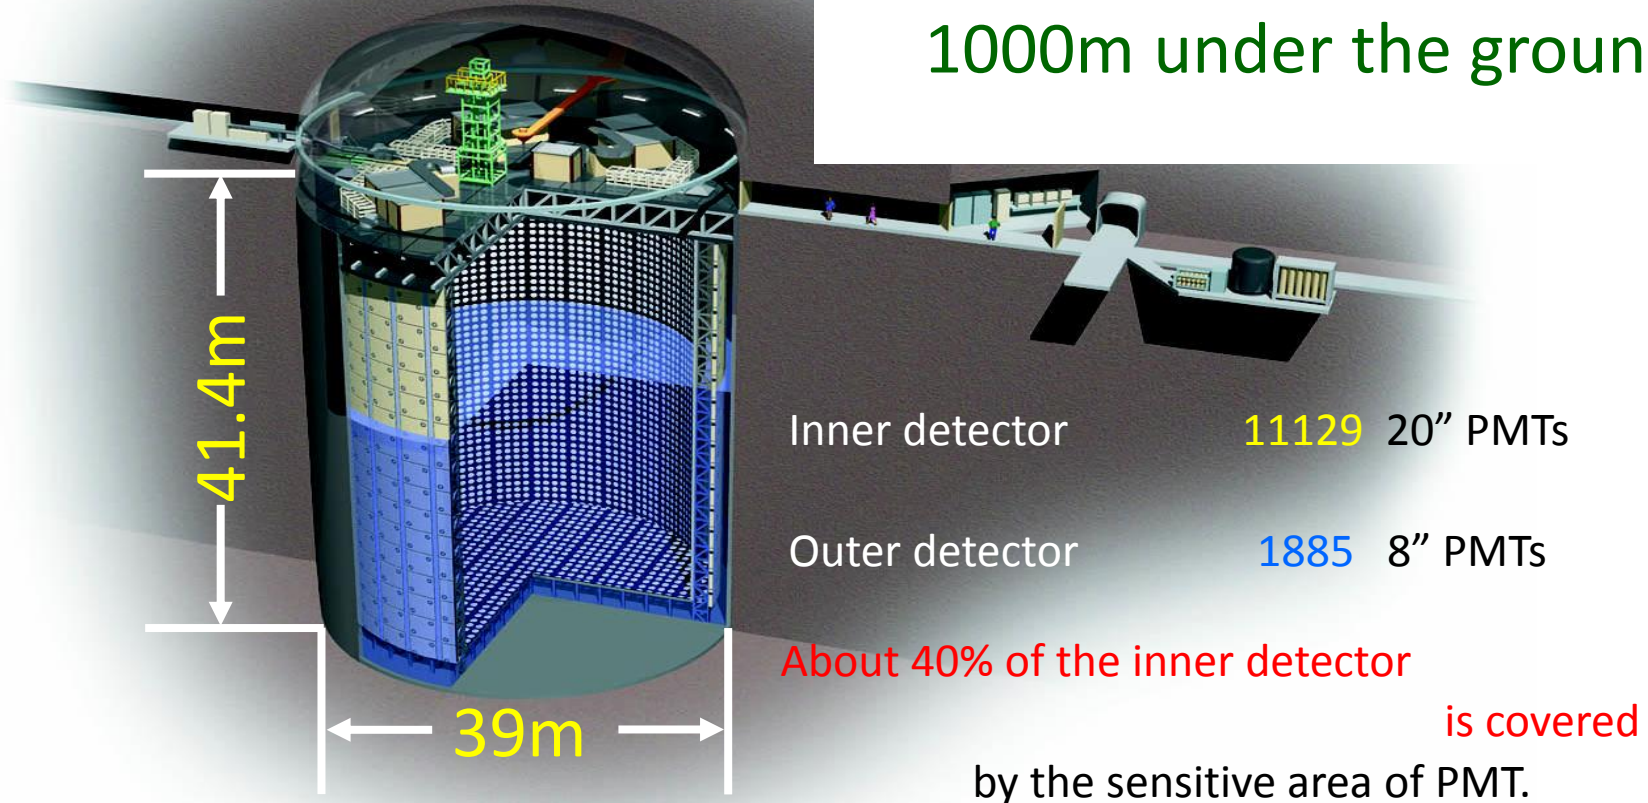 1000m under the groun
41.4m
Inner detector 11129 20” PMTs
Outer detector 1885 8” PMTs
About 40% of the inner detector
is covered
39m
by the sensitive area of PMT.